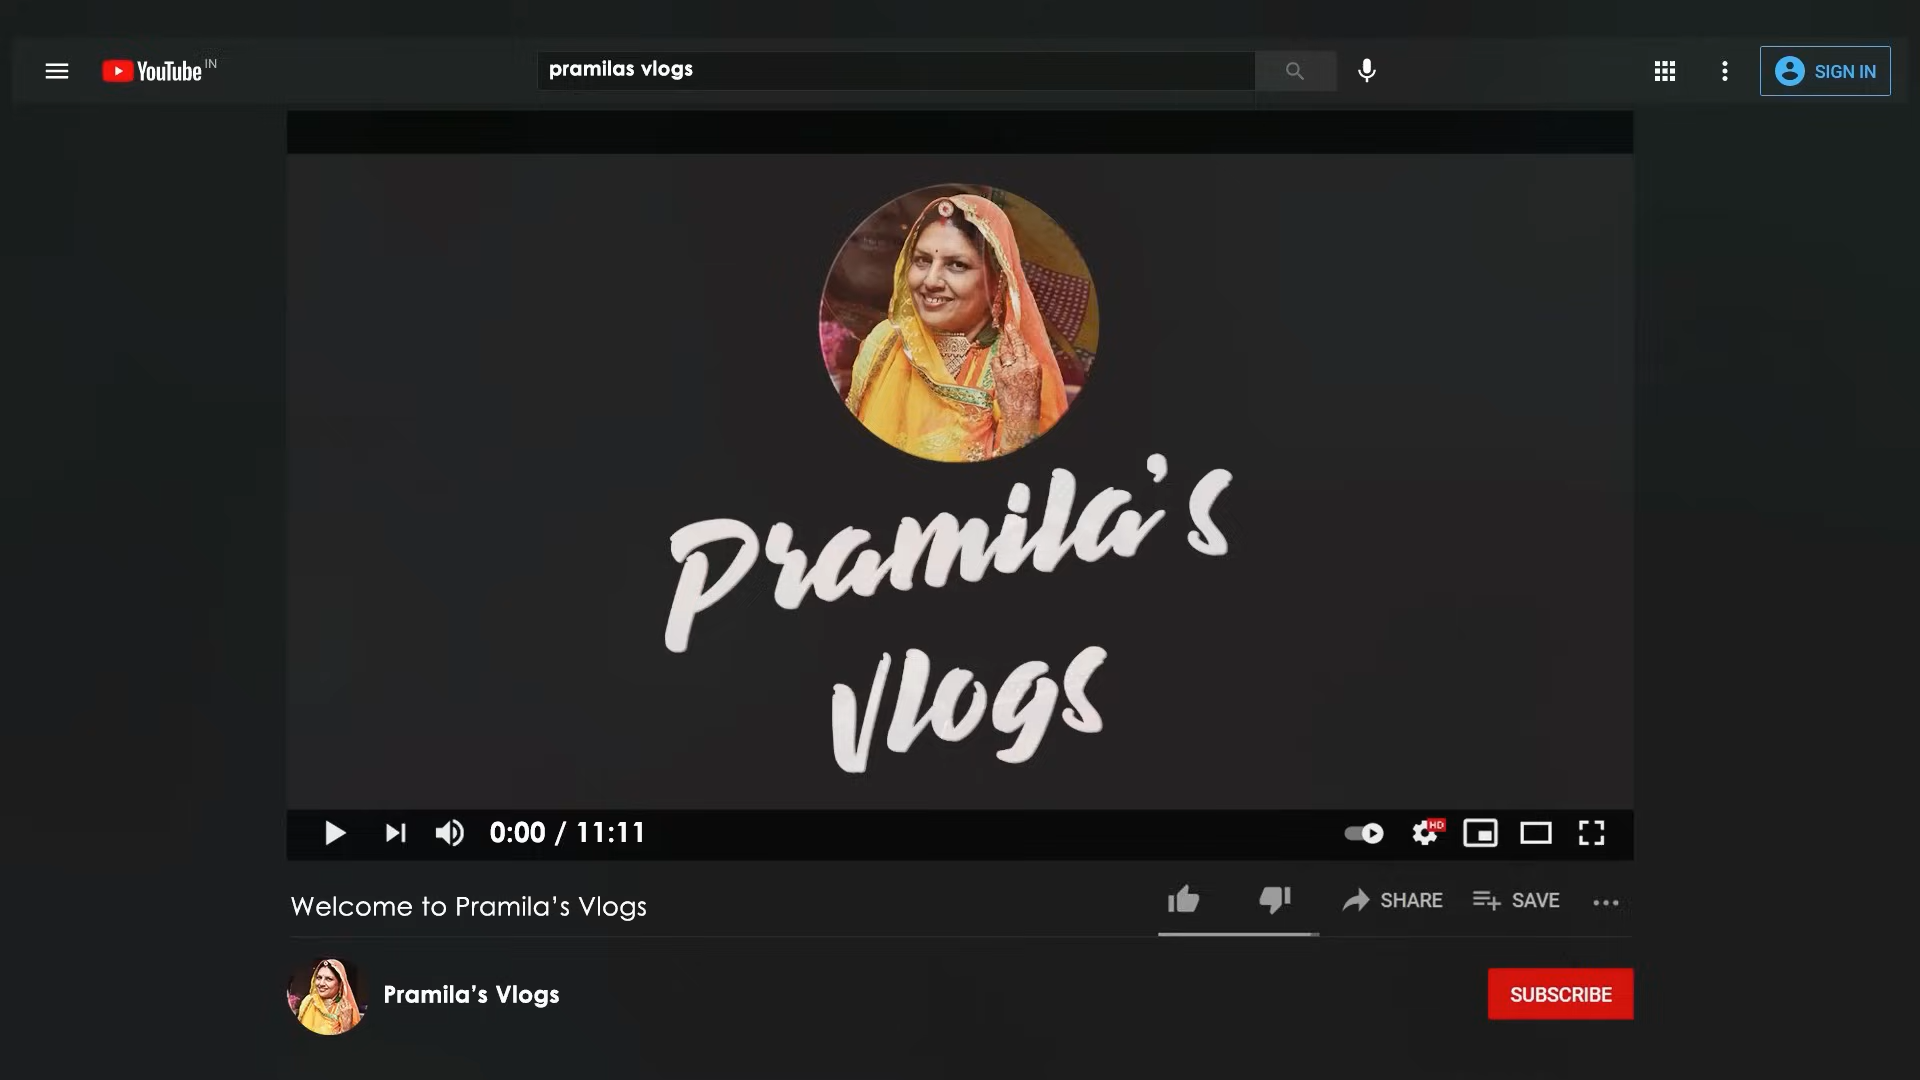 YouTube IN
pramilas vlogs
SIGN IN
Pramila's
Vlogs
0:00 / 11:11
HD
Welcome to Pramila's Vlogs
SHARE
SAVE
Pramila's Vlogs
SUBSCRIBE